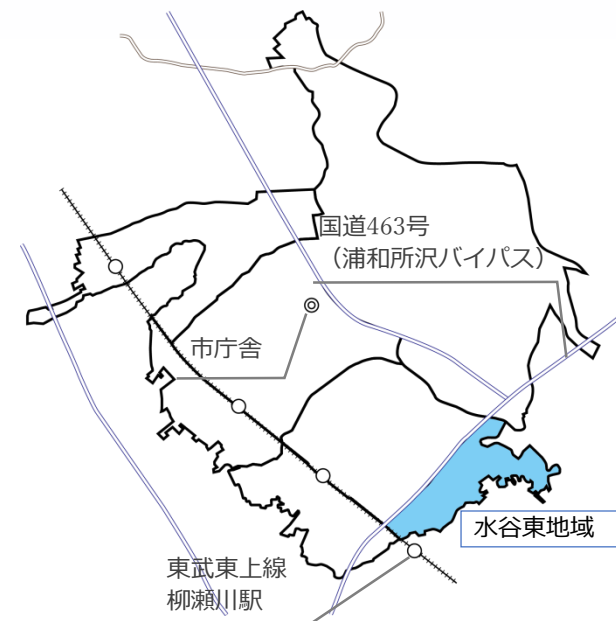 国道463号
（浦和所沢バイパス）
市庁舎
水谷東地域
東武東上線
柳瀬川駅